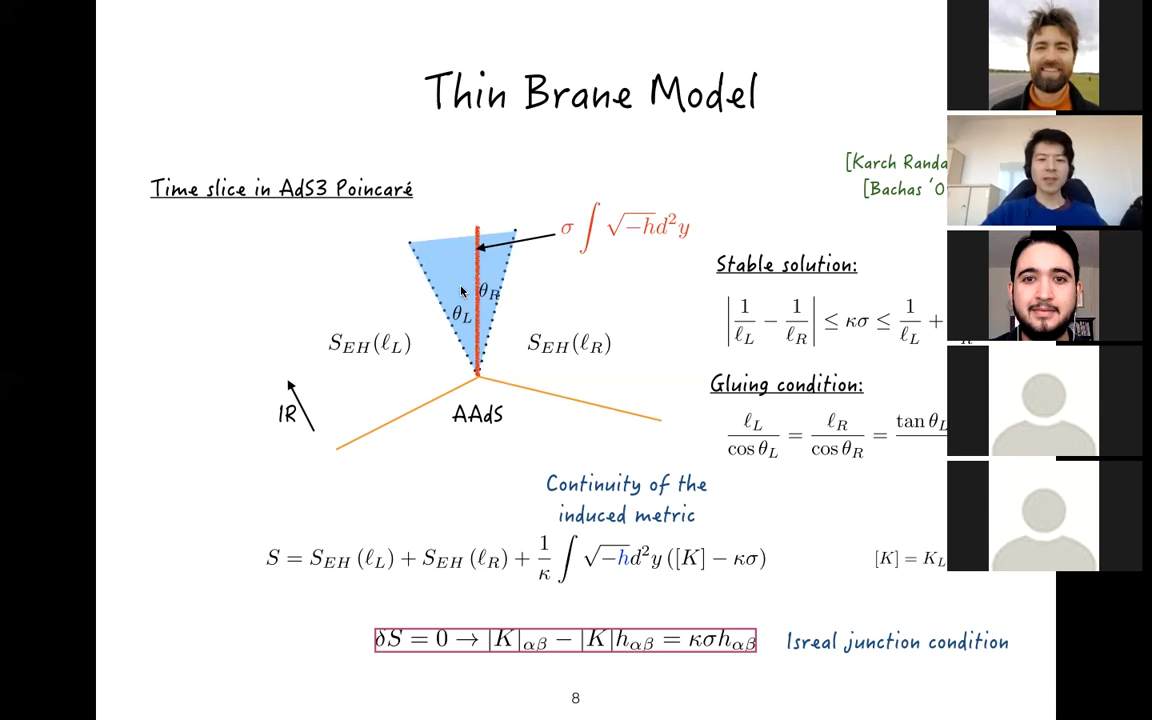 Thin Brane Model
[Karch Randa
[Bachas ´O
Time slice in AdS3 Poincaré
σ ∫ √−h d²y
Stable solution:
θ_R
θ_L
|1/ℓ_L − 1/ℓ_R| ≤ κσ ≤ 1/ℓ_L +
S_EH(ℓ_L)
S_EH(ℓ_R)
Gluing condition:
IR
AAdS
ℓ_L/cos θ_L = ℓ_R/cos θ_R = tan θ_L
Continuity of the
induced metric
S = S_EH (ℓ_L) + S_EH (ℓ_R) + 1/κ ∫ √−h d²y ([K] − κσ)
[K] = K_L
δS = 0 → |K|_αβ − |K|h_αβ = κσh_αβ
Isreal junction condition
8